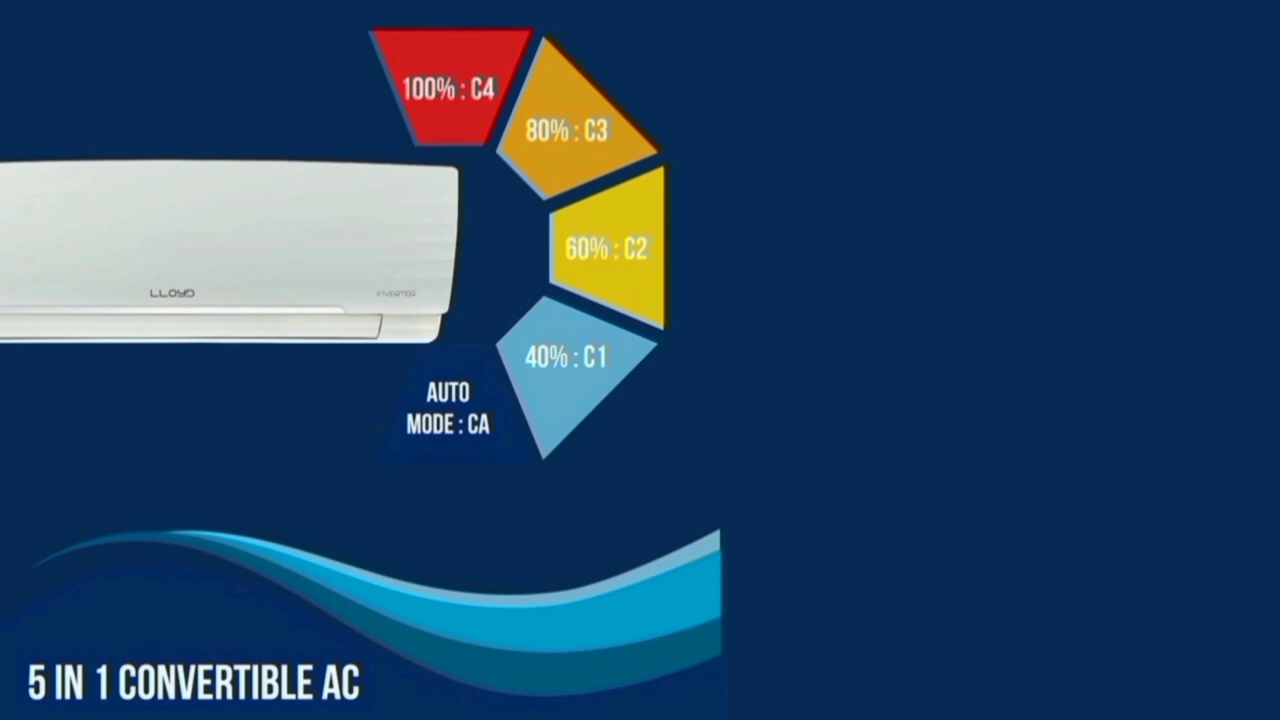 100% : C4
80% : C3
60% : C2
LLOYD
INVERTER
40% : C1
AUTO
MODE : CA
5 IN 1 CONVERTIBLE AC